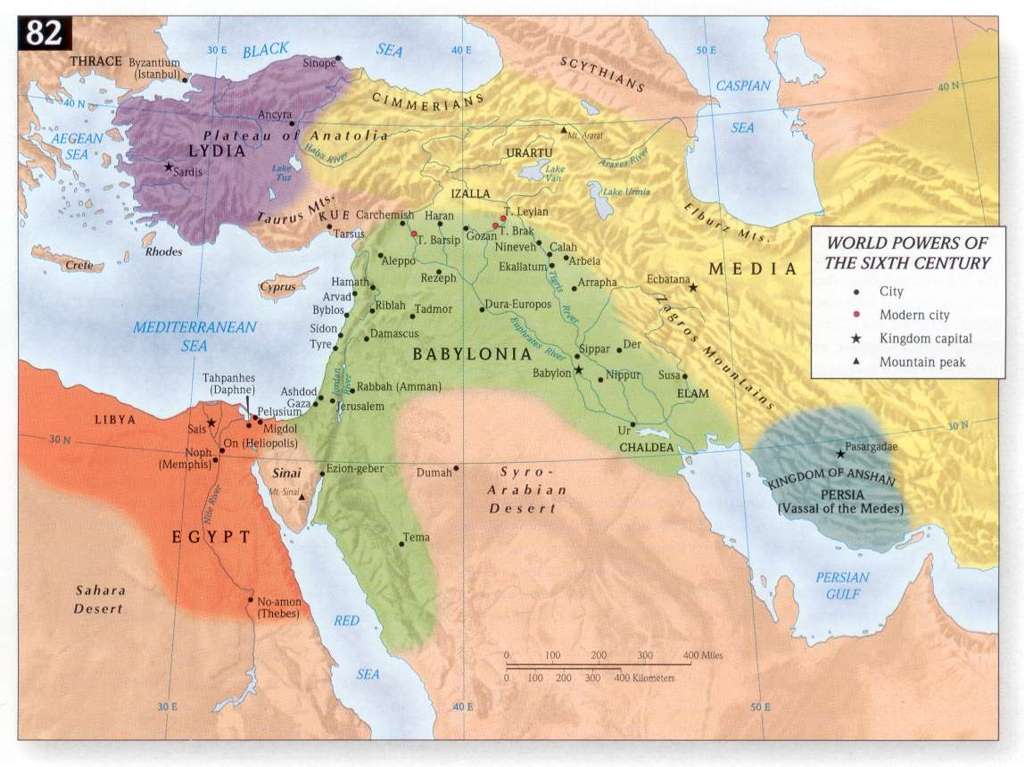 82
30 E
BLACK
SEA
40 E
50 E
THRACE
Byzantium
(Istanbul)
Sinope
SCYTHIANS
CASPIAN
SEA
40 N
40 N
CIMMERIANS
AEGEAN
SEA
Ancyra
Plateau of Anatolia
LYDIA
Halys River
Mt. Ararat
URARTU
Araxes River
Sardis
Lake
Tuz
Lake
Van
Lake Urmia
IZALLA
Taurus Mts.
KUE
Carchemish
Haran
T. Leylan
Elburz Mts.
Tarsus
T. Barsip
Gozan
T. Brak
Nineveh
Calah
Rhodes
Aleppo
Ekallatum
Arbela
Crete
Cyprus
Hamath
Rezeph
Arrapha
Ecbatana
MEDIA
Arvad
Byblos
Riblah
Tadmor
Dura-Europos
Tigris River
Zagros Mountains
MEDITERRANEAN
SEA
Sidon
Tyre
Damascus
Euphrates River
BABYLONIA
Sippar
Der
Babylon
Nippur
Susa
ELAM
Tahpanhes
(Daphne)
Ashdod
Gaza
Jordan
River
Rabbah (Amman)
Jerusalem
LIBYA
Pelusium
Migdol
Sais
On (Heliopolis)
Ur
CHALDEA
30 N
30 N
Noph
(Memphis)
Sinai
Mt. Sinai
Ezion-geber
Dumah
Syro-
Arabian
Desert
Pasargadae
KINGDOM OF ANSHAN
PERSIA
(Vassal of the Medes)
Nile River
EGYPT
Tema
Sahara
Desert
No-amon
(Thebes)
PERSIAN
GULF
RED
SEA
0 100 200 300 400 Miles
0 100 200 300 400 Kilometers
30 E
40 E
50 E
WORLD POWERS OF
THE SIXTH CENTURY
City
Modern city
Kingdom capital
Mountain peak